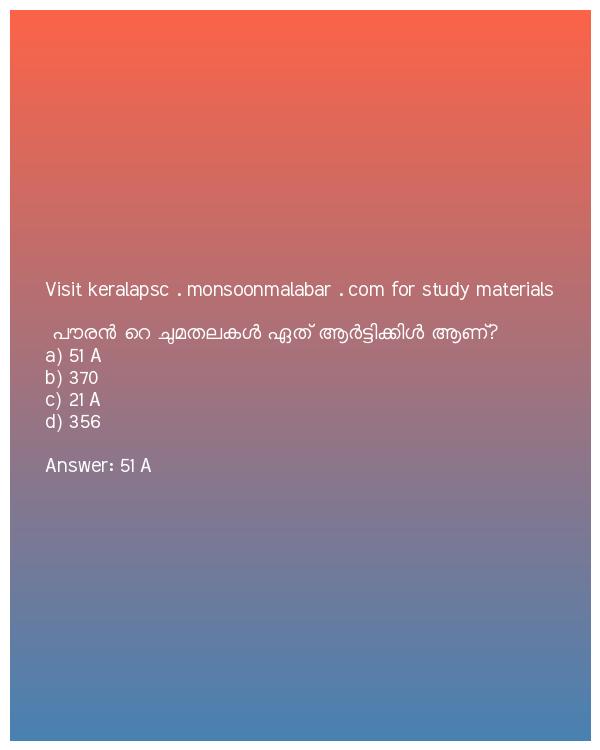 Visit keralapsc . monsoonmalabar . com for study materials
പൗരൻ റെ ചുമതലകൾ ഏത് ആർട്ടിക്കിൾ ആണ്?
a) 51 A
b) 370
c) 21 A
d) 356
Answer: 51 A